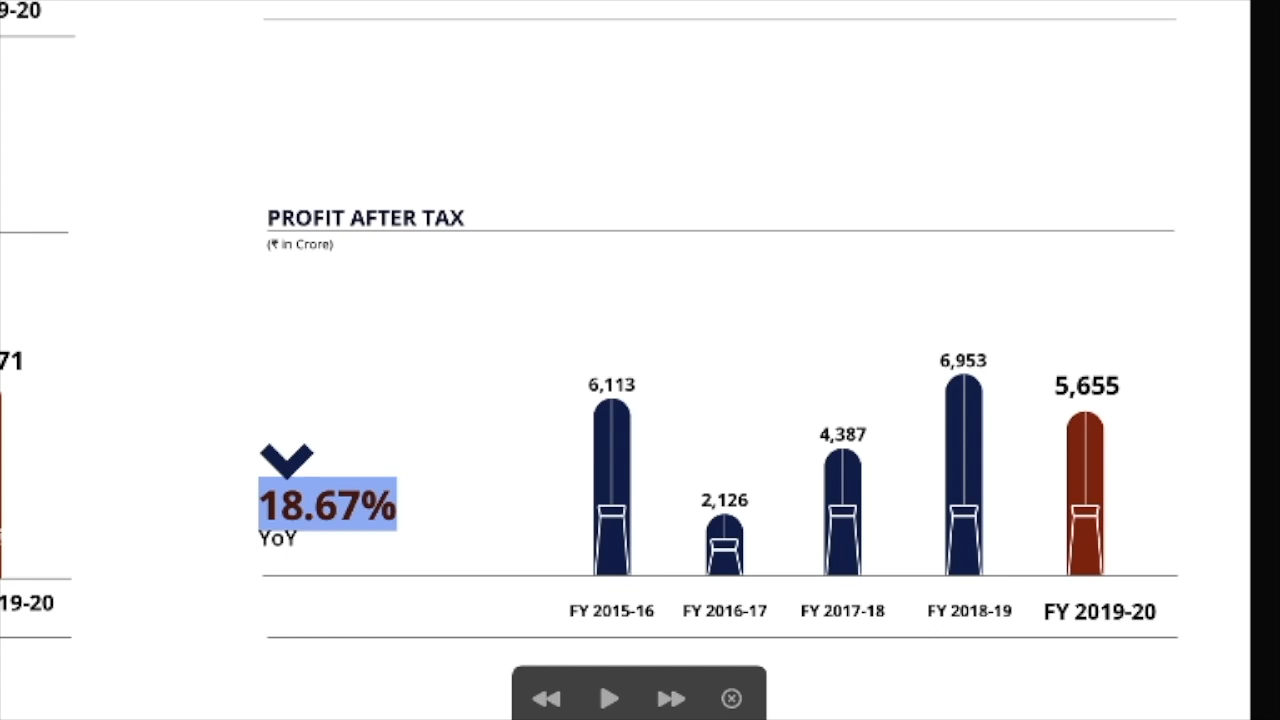 9-20
PROFIT AFTER TAX
(₹ in Crore)
71
6,113
2,126
4,387
6,953
5,655
18.67%
YoY
19-20
FY 2015-16
FY 2016-17
FY 2017-18
FY 2018-19
FY 2019-20